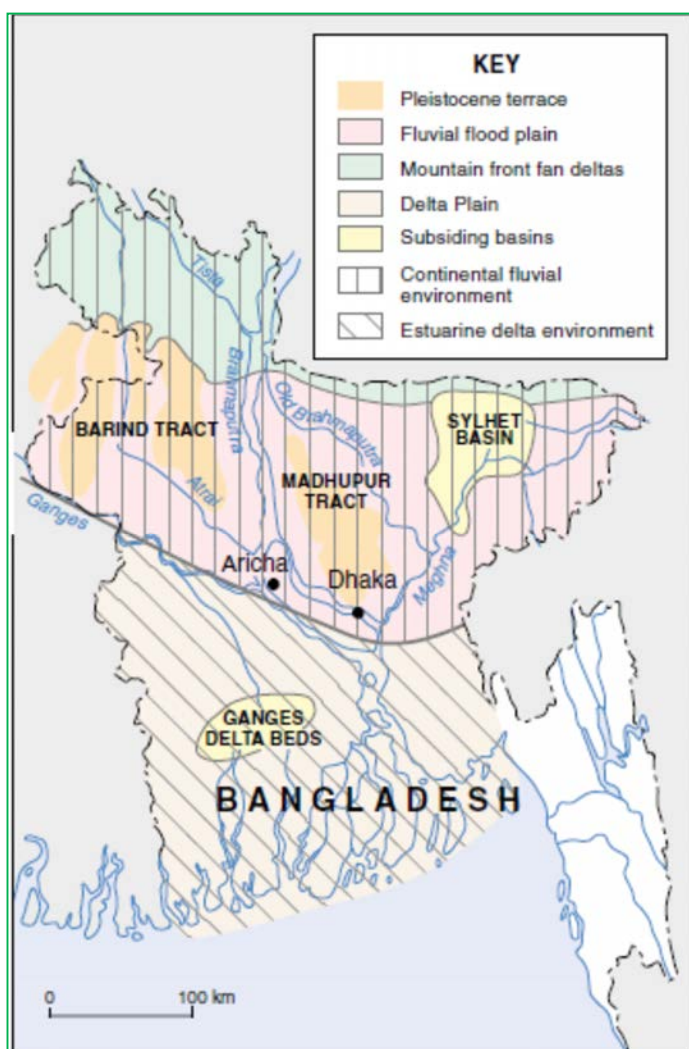 KEY
Pleistocene terrace
Fluvial flood plain
Mountain front fan deltas
Delta Plain
Subsiding basins
Continental fluvial
environment
Estuarine delta environment
Tista
Brahmaputra
Old Brahmaputra
SYLHET
BASIN
BARIND TRACT
MADHUPUR
TRACT
Atrai
Ganges
Aricha
Dhaka
Meghna
GANGES
DELTA BEDS
BANGLADESH
0 100 km